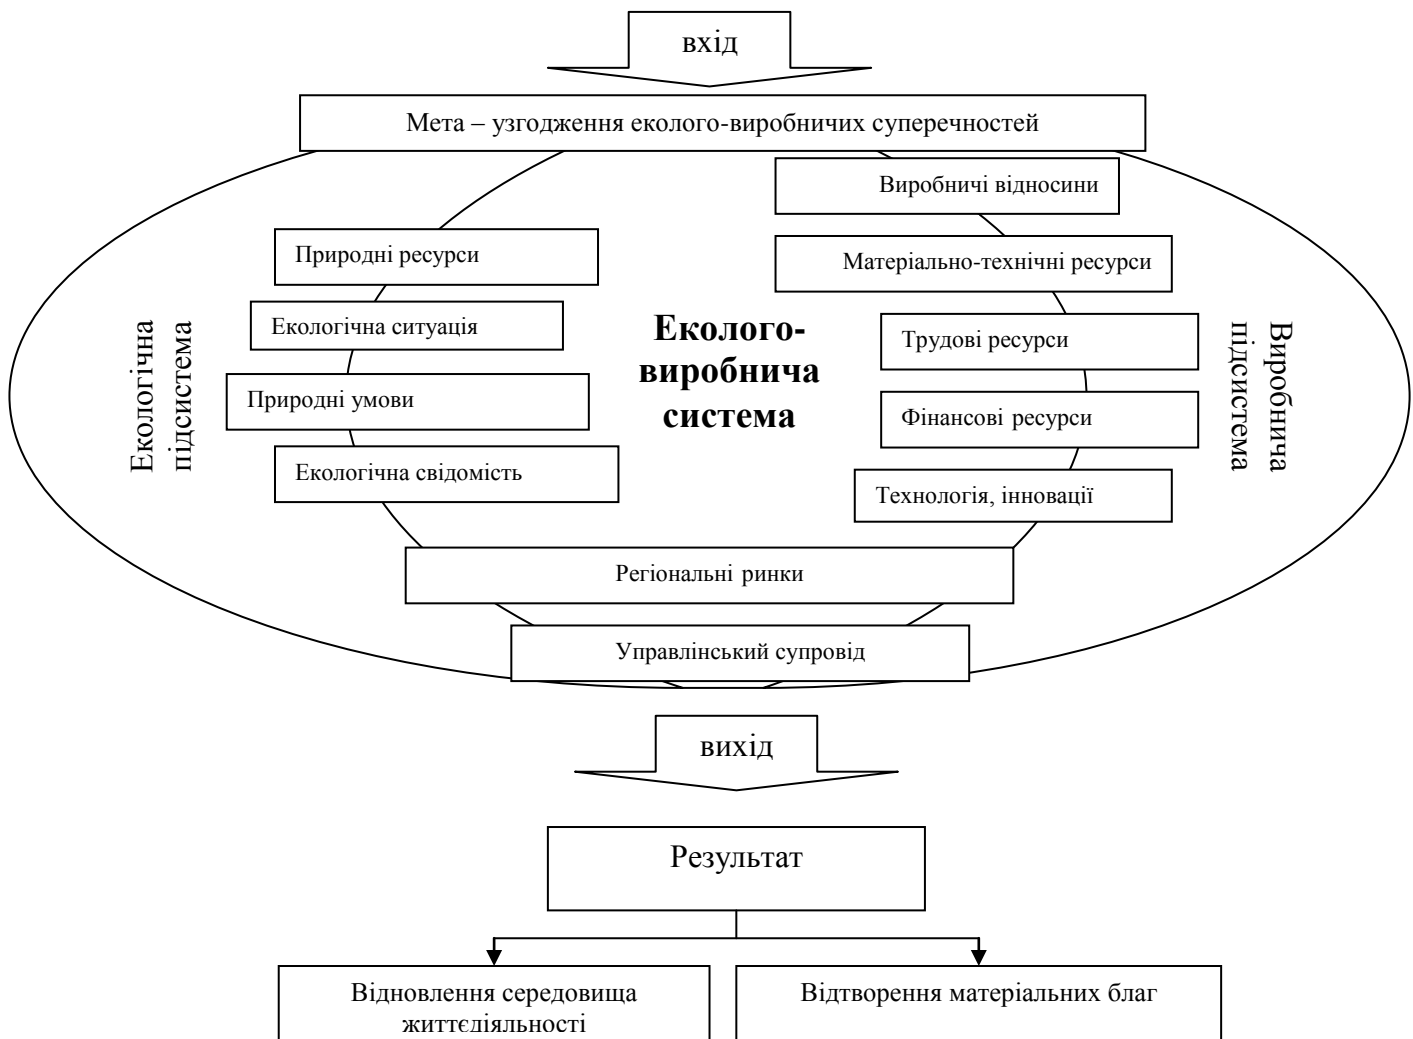 вхід
Мета – узгодження еколого-виробничих суперечностей
Виробничі відносини
Природні ресурси
Матеріально-технічні ресурси
Екологічна ситуація
Трудові ресурси
Природні умови
Фінансові ресурси
Екологічна свідомість
Технологія, інновації
Екологічна
підсистема
Еколого-
виробнича
система
Виробнича
підсистема
Регіональні ринки
Управлінський супровід
вихід
Результат
Відновлення середовища
життєдіяльності
Відтворення матеріальних благ